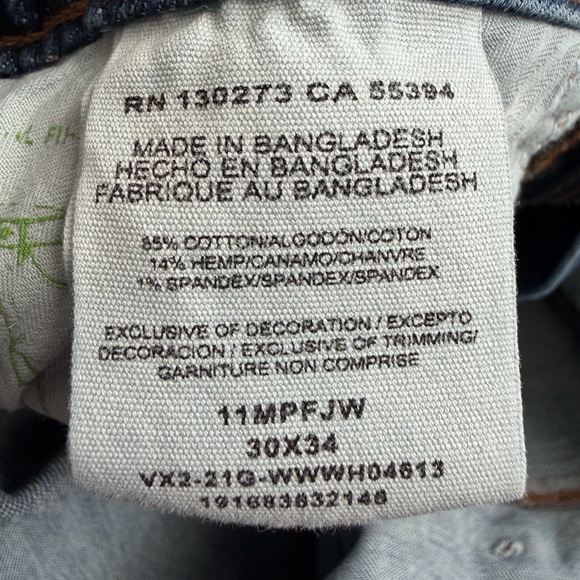 RN 130273 CA 55394
MADE IN BANGLADESH
HECHO EN BANGLADESH
FABRIQUE AU BANGLADESH
85% COTTON/ALGODON/COTON
14% HEMP/CANAMO/CHANVRE
1% SPANDEX/SPANDEX/SPANDEX
EXCLUSIVE OF DECORATION / EXCEPTO
DECORACION / EXCLUSIVE OF TRIMMING/
GARNITURE NON COMPRISE
11MPFJW
30X34
VX2-21G-WWWH04613
191683832146